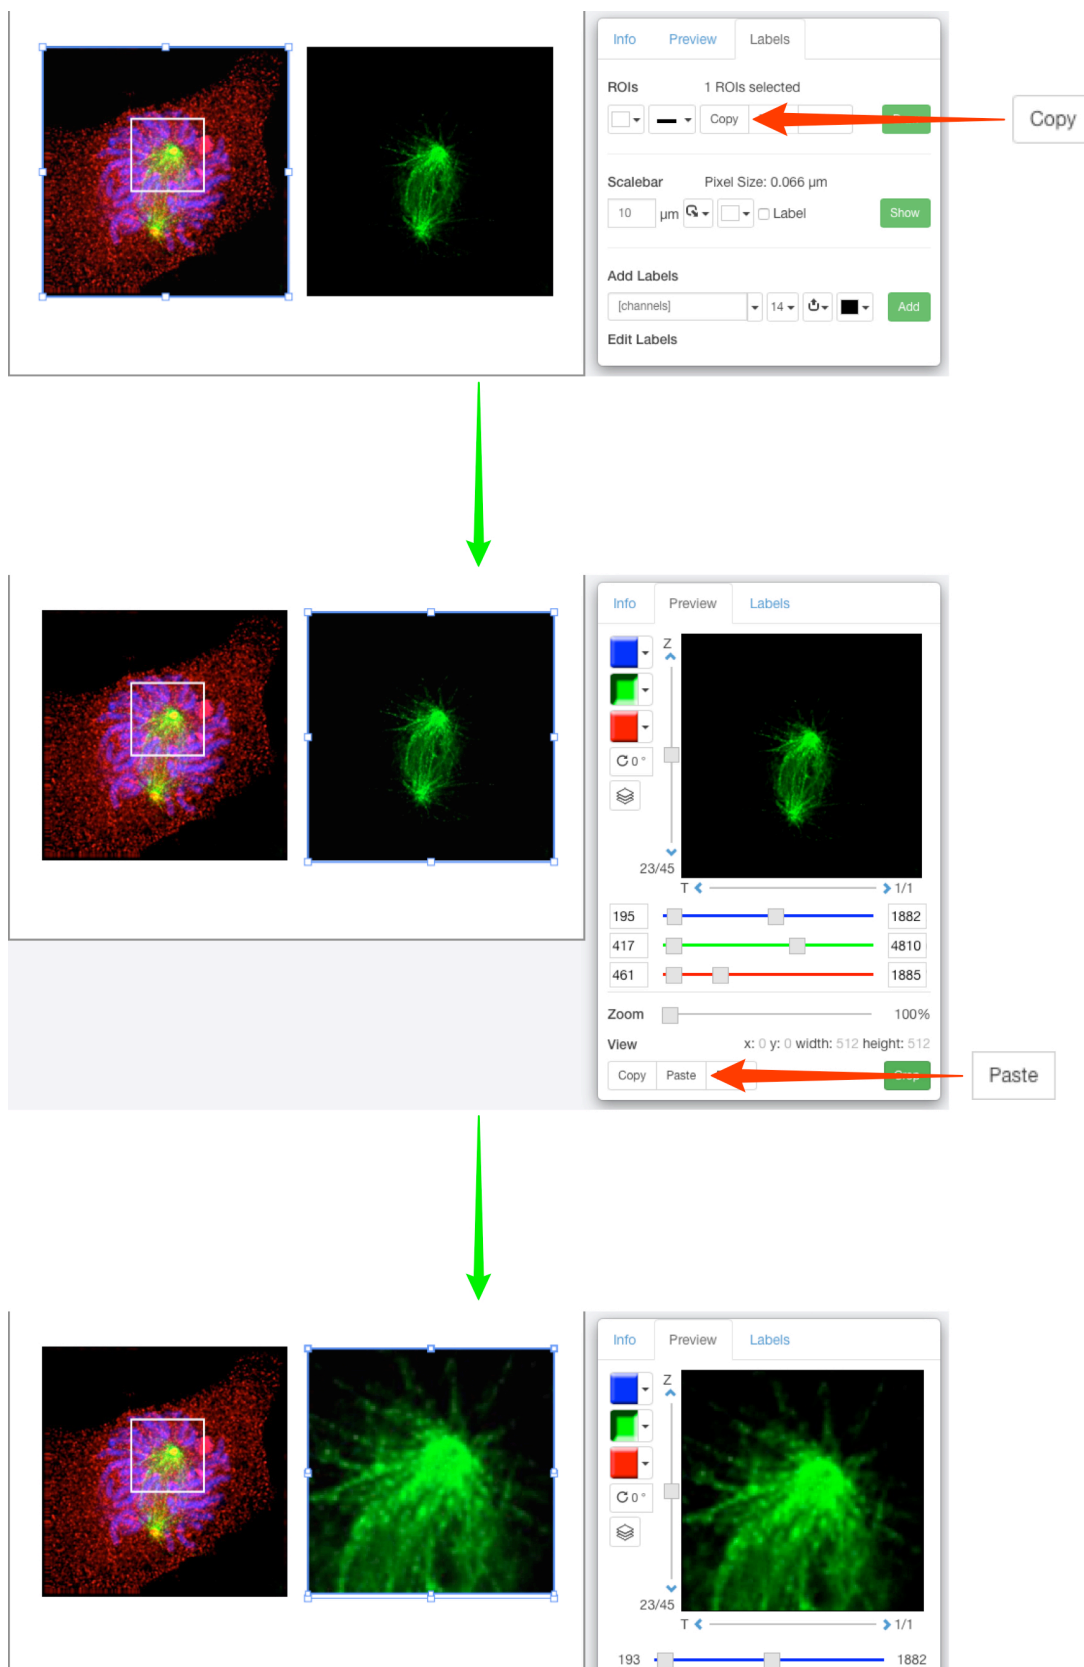 Info Preview Labels
ROIs 1 ROIs selected
Copy
Copy
Scalebar Pixel Size: 0.066 µm
10 µm Label Show
Add Labels
[channels] 14 Add
Edit Labels
Info Preview Labels
Z
0 °
23/45
T 1/1
195 1882
417 4810
461 1885
Zoom 100%
View x: 0 y: 0 width: 512 height: 512
Copy Paste
Paste
Info Preview Labels
Z
0 °
23/45
T 1/1
193 1882